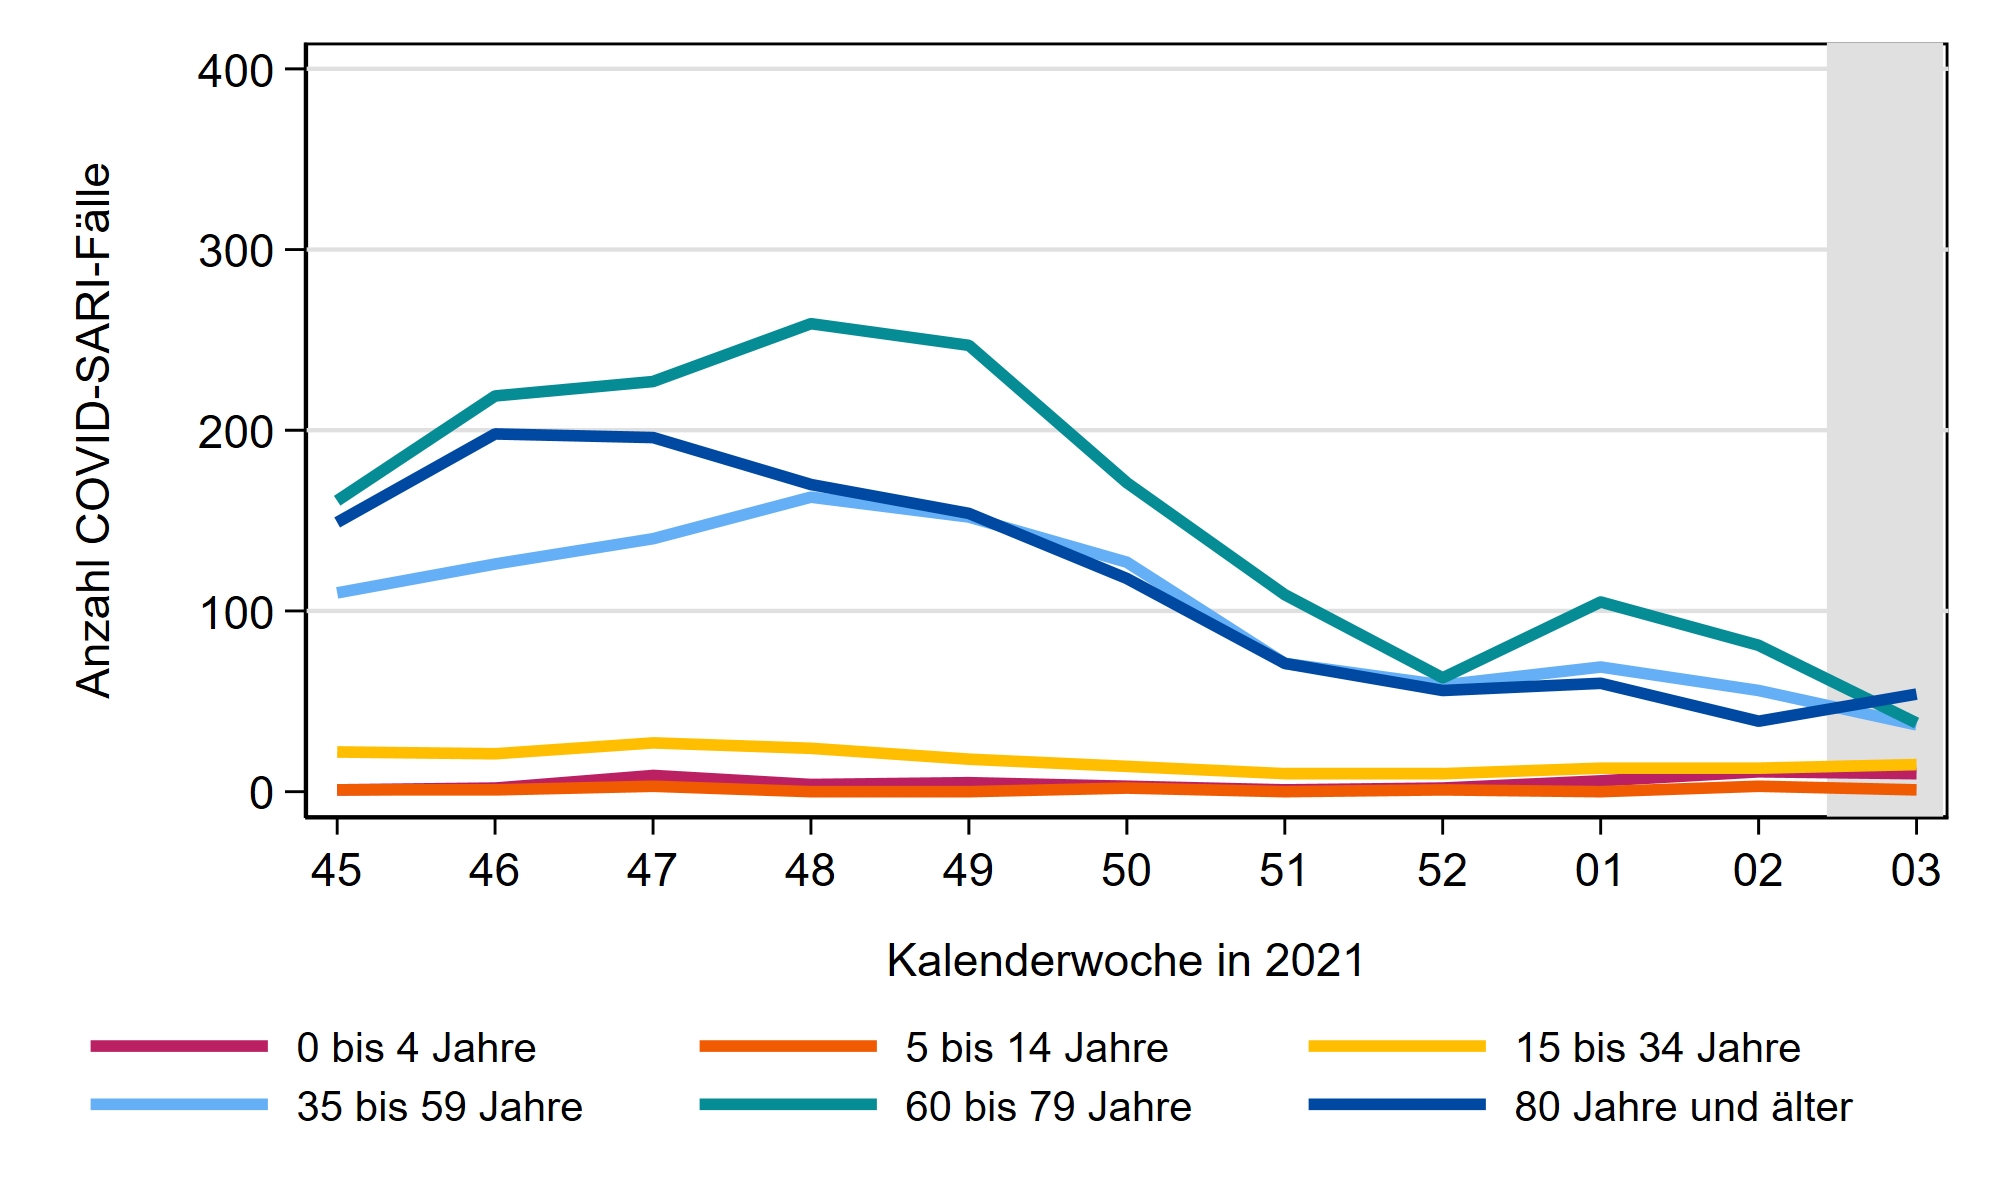 400
300
200
100
0
Anzahl COVID-SARI-Fälle
45 46 47 48 49 50 51 52 01 02 03
Kalenderwoche in 2021
0 bis 4 Jahre 5 bis 14 Jahre 15 bis 34 Jahre
35 bis 59 Jahre 60 bis 79 Jahre 80 Jahre und älter